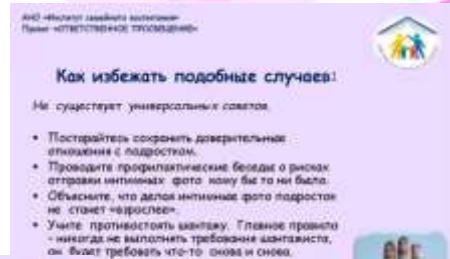 АНО «Институт семейного воспитания»
Проект «ОТВЕТСТВЕННОЕ ПРОСВЕЩЕНИЕ»
Как избежать подобные случаев:
Не существует универсальных советов.
• Постарайтесь сохранить доверительные
отношения с подростком.
• Проводите профилактические беседы о рисках
отправки интимных фото кому бы то ни было.
• Объясните, что делая интимные фото подросток
не станет «взрослее».
• Учите противостоять шантажу. Главное правило
- никогда не выполнять требования шантажиста,
он будет требовать что-то снова и снова.